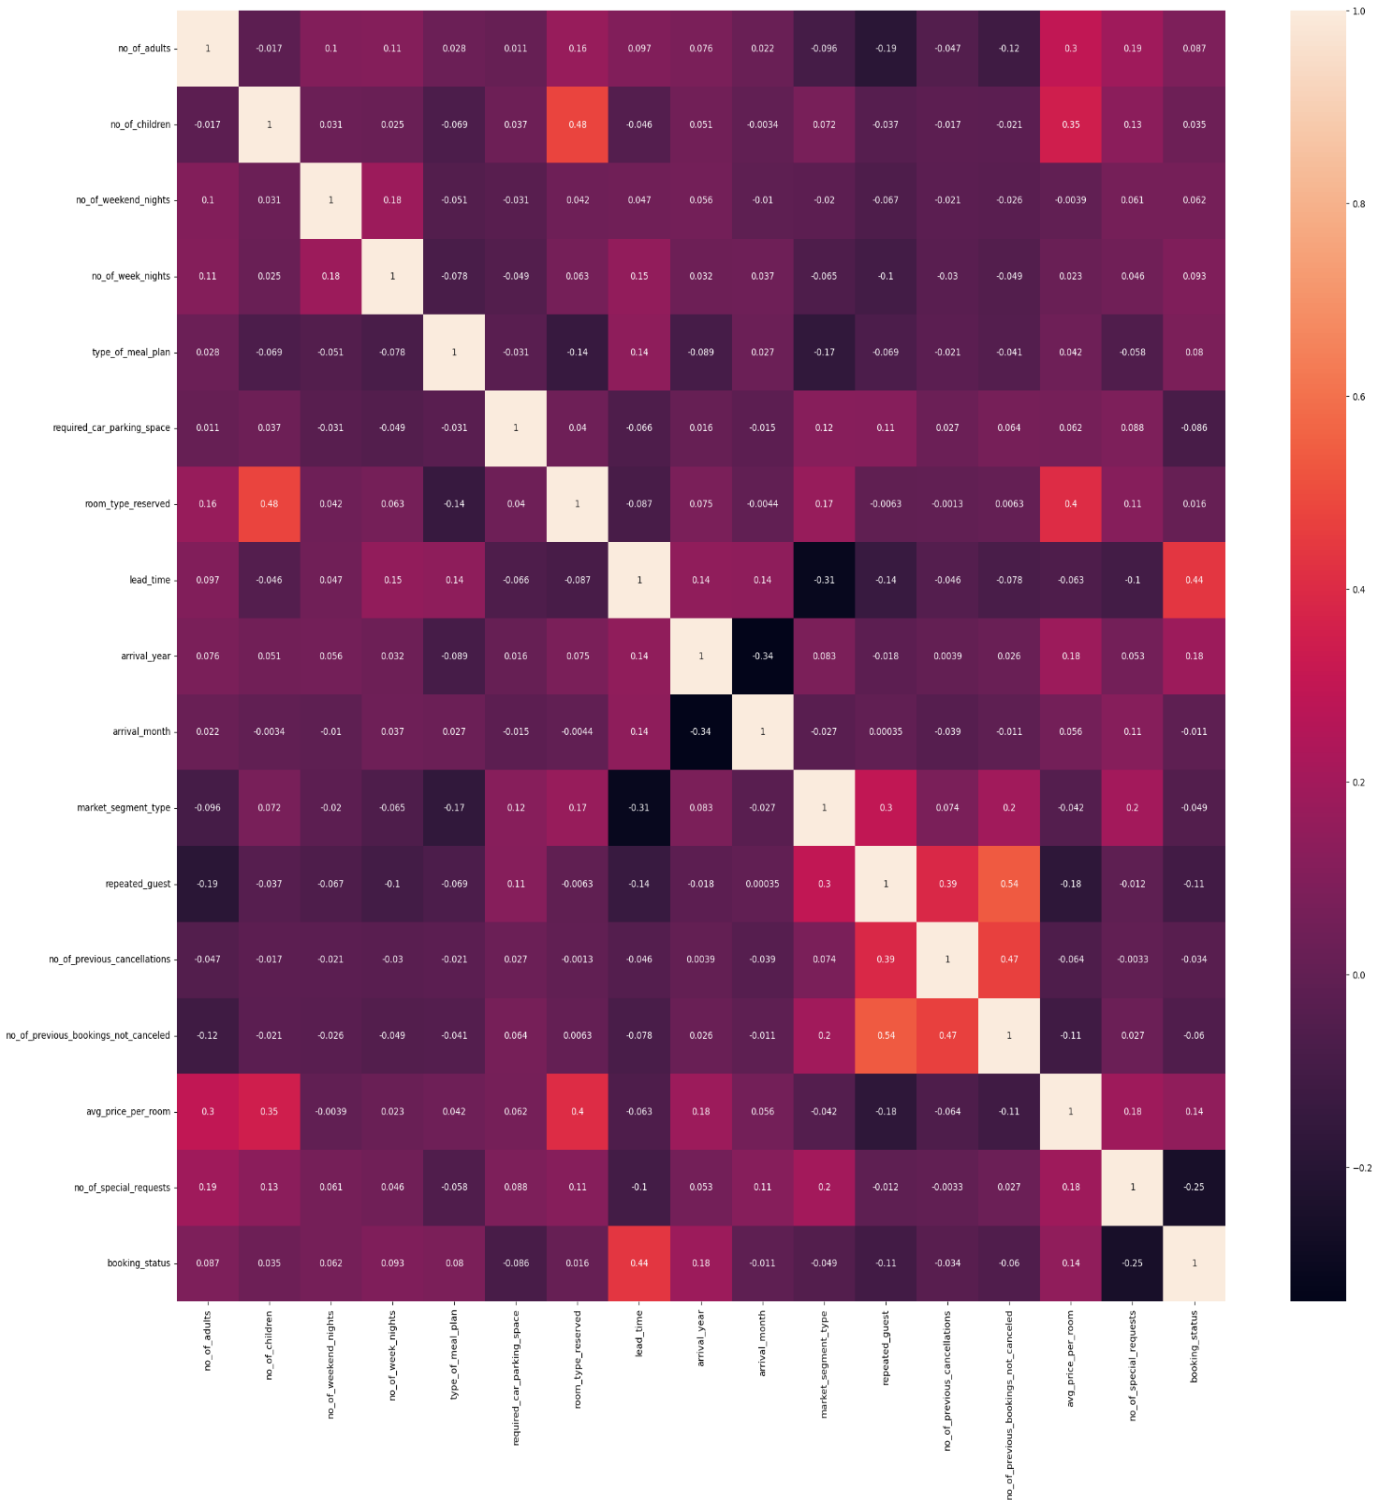 no_of_adults 1 -0.017 0.1 0.11 0.028 0.011 0.16 0.097 0.076 0.022 -0.096 -0.19 -0.047 -0.12 0.3 0.19 0.087
no_of_children -0.017 1 0.031 0.025 -0.069 0.037 0.48 -0.046 0.051 -0.0034 0.072 -0.037 -0.017 -0.021 0.35 0.13 0.035
no_of_weekend_nights 0.1 0.031 1 0.18 -0.051 -0.031 0.042 0.047 0.056 -0.01 -0.02 -0.067 -0.021 -0.026 -0.0039 0.061 0.062
no_of_week_nights 0.11 0.025 0.18 1 -0.078 -0.049 0.063 0.15 0.032 0.037 -0.065 -0.1 -0.03 -0.049 0.023 0.046 0.093
type_of_meal_plan 0.028 -0.069 -0.051 -0.078 1 -0.031 -0.14 0.14 -0.089 0.027 -0.17 -0.069 -0.021 -0.041 0.042 -0.058 0.08
required_car_parking_space 0.011 0.037 -0.031 -0.049 -0.031 1 0.04 -0.066 0.016 -0.015 0.12 0.11 0.027 0.064 0.062 0.088 -0.086
room_type_reserved 0.16 0.48 0.042 0.063 -0.14 0.04 1 -0.087 0.075 -0.0044 0.17 -0.0063 -0.0013 0.0063 0.4 0.11 0.016
lead_time 0.097 -0.046 0.047 0.15 0.14 -0.066 -0.087 1 0.14 0.14 -0.31 -0.14 -0.046 -0.078 -0.063 -0.1 0.44
arrival_year 0.076 0.051 0.056 0.032 -0.089 0.016 0.075 0.14 1 -0.34 0.083 -0.018 0.0039 0.026 0.18 0.053 0.18
arrival_month 0.022 -0.0034 -0.01 0.037 0.027 -0.015 -0.0044 0.14 -0.34 1 -0.027 0.00035 -0.039 -0.011 0.056 0.11 -0.011
market_segment_type -0.096 0.072 -0.02 -0.065 -0.17 0.12 0.17 -0.31 0.083 -0.027 1 0.3 0.074 0.2 -0.042 0.2 -0.049
repeated_guest -0.19 -0.037 -0.067 -0.1 -0.069 0.11 -0.0063 -0.14 -0.018 0.00035 0.3 1 0.39 0.54 -0.18 -0.012 -0.11
no_of_previous_cancellations -0.047 -0.017 -0.021 -0.03 -0.021 0.027 -0.0013 -0.046 0.0039 -0.039 0.074 0.39 1 0.47 -0.064 -0.0033 -0.034
no_of_previous_bookings_not_canceled -0.12 -0.021 -0.026 -0.049 -0.041 0.064 0.0063 -0.078 0.026 -0.011 0.2 0.54 0.47 1 -0.11 0.027 -0.06
avg_price_per_room 0.3 0.35 -0.0039 0.023 0.042 0.062 0.4 -0.063 0.18 0.056 -0.042 -0.18 -0.064 -0.11 1 0.18 0.14
no_of_special_requests 0.19 0.13 0.061 0.046 -0.058 0.088 0.11 -0.1 0.053 0.11 0.2 -0.012 -0.0033 0.027 0.18 1 -0.25
booking_status 0.087 0.035 0.062 0.093 0.08 -0.086 0.016 0.44 0.18 -0.011 -0.049 -0.11 -0.034 -0.06 0.14 -0.25 1
no_of_adults
no_of_children
no_of_weekend_nights
no_of_week_nights
type_of_meal_plan
required_car_parking_space
room_type_reserved
lead_time
arrival_year
arrival_month
market_segment_type
repeated_guest
no_of_previous_cancellations
no_of_previous_bookings_not_canceled
avg_price_per_room
no_of_special_requests
booking_status
1.0
0.8
0.6
0.4
0.2
0.0
−0.2